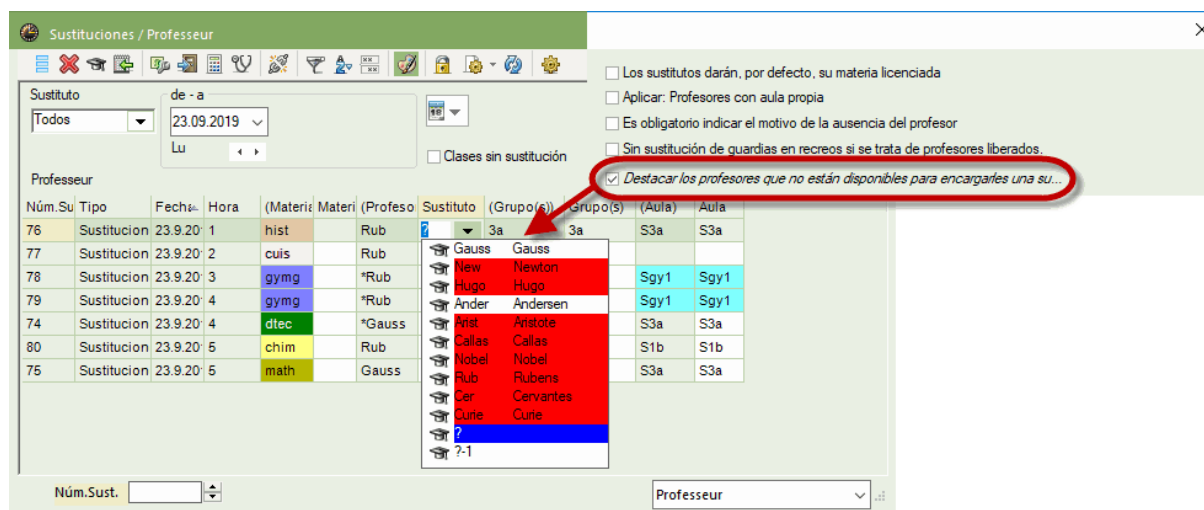 Sustituciones / Professeur
Sustituto
de - a
Todos
23.09.2019
Lu
Clases sin sustitución
Los sustitutos darán, por defecto, su materia licenciada
Aplicar: Profesores con aula propia
Es obligatorio indicar el motivo de la ausencia del profesor
Sin sustitución de guardias en recreos si se trata de profesores liberados.
Destacar los profesores que no están disponibles para encargarles una su...
Professeur
Núm.Su Tipo Fecha Hora (Materia Materi (Profeso Sustituto (Grupo(s)) Grupo(s) (Aula) Aula
76 Sustitucion 23.9.20 1 hist Rub ? 3a 3a S3a S3a
77 Sustitucion 23.9.20 2 cuis Rub
78 Sustitucion 23.9.20 3 gymg *Rub Sgy1 Sgy1
79 Sustitucion 23.9.20 4 gymg *Rub Sgy1 Sgy1
74 Sustitucion 23.9.20 4 dtec *Gauss S3a S3a
80 Sustitucion 23.9.20 5 chim Rub S1b S1b
75 Sustitucion 23.9.20 5 math Gauss S3a S3a
Gauss Gauss
New Newton
Hugo Hugo
Ander Andersen
Arist Aristote
Callas Callas
Nobel Nobel
Rub Rubens
Cer Cervantes
Curie Curie
?
?-1
Núm.Sust.
Professeur